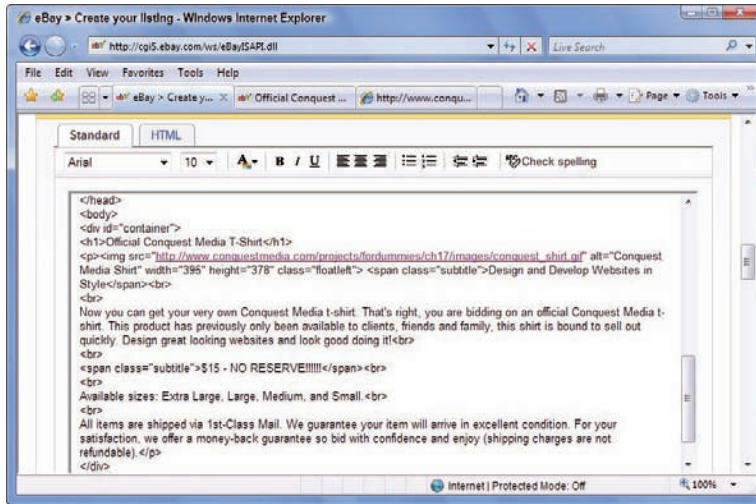 eBay > Create your listing - Windows Internet Explorer
http://cgi5.ebay.com/ws/eBayISAPI.dll
Live Search
File Edit View Favorites Tools Help
eBay > Create y... Official Conquest ... http://www.conqu... Page Tools
Standard HTML
Arial 10 A B I U Check spelling
</head>
<body>
<div id="container">
<h1>Official Conquest Media T-Shirt</h1>
<p><img src="http://www.conquestmedia.com/projects/fordummies/ch17/images/conquest_shirt.gif" alt="Conquest
Media Shirt" width="395" height="378" class="floatleft"> <span class="subtitle">Design and Develop Websites in
Style</span><br>
<br>
Now you can get your very own Conquest Media t-shirt. That's right, you are bidding on an official Conquest Media t-
shirt. This product has previously only been available to clients, friends and family, this shirt is bound to sell out
quickly. Design great looking websites and look good doing it!<br>
<br>
<span class="subtitle">$15 - NO RESERVE!!!!!!</span><br>
<br>
Available sizes: Extra Large, Large, Medium, and Small.<br>
<br>
All items are shipped via 1st-Class Mail. We guarantee your item will arrive in excellent condition. For your
satisfaction, we offer a money-back guarantee so bid with confidence and enjoy (shipping charges are not
refundable).</p>
</div>
Internet | Protected Mode: Off 100%